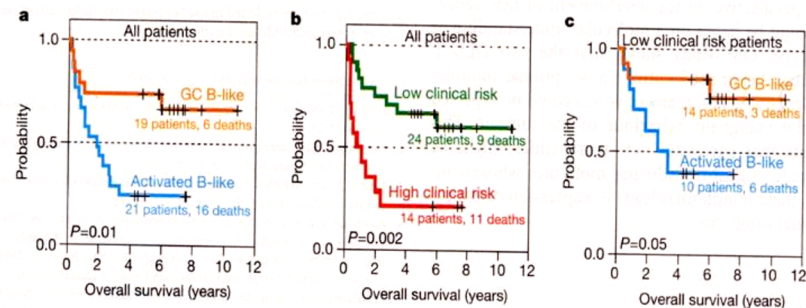 a
All patients
1.0
0.5
0.0
Probability
GC B-like
19 patients, 6 deaths
Activated B-like
21 patients, 16 deaths
P=0.01
0 2 4 6 8 10 12
Overall survival (years)
b
All patients
1.0
0.5
0.0
Probability
Low clinical risk
24 patients, 9 deaths
High clinical risk
14 patients, 11 deaths
P=0.002
0 2 4 6 8 10 12
Overall survival (years)
c
Low clinical risk patients
1.0
0.5
0.0
Probability
GC B-like
14 patients, 3 deaths
Activated B-like
10 patients, 6 deaths
P=0.05
0 2 4 6 8 10 12
Overall survival (years)